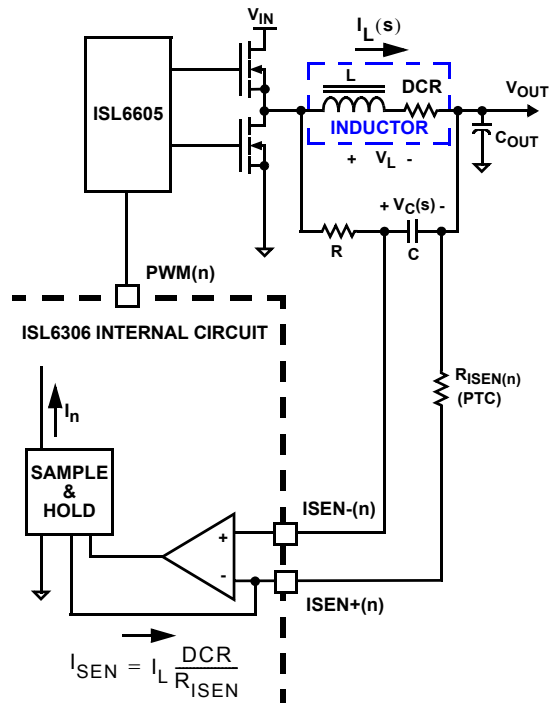 V_IN
I_L(s)
ISL6605
L
DCR
V_OUT
INDUCTOR
C_OUT
+ V_L -
+ V_C(s) -
R
C
PWM(n)
ISL6306 INTERNAL CIRCUIT
R_ISEN(n)
(PTC)
I_n
SAMPLE
&
HOLD
ISEN-(n)
+
-
ISEN+(n)
I_SEN = I_L DCR/R_ISEN